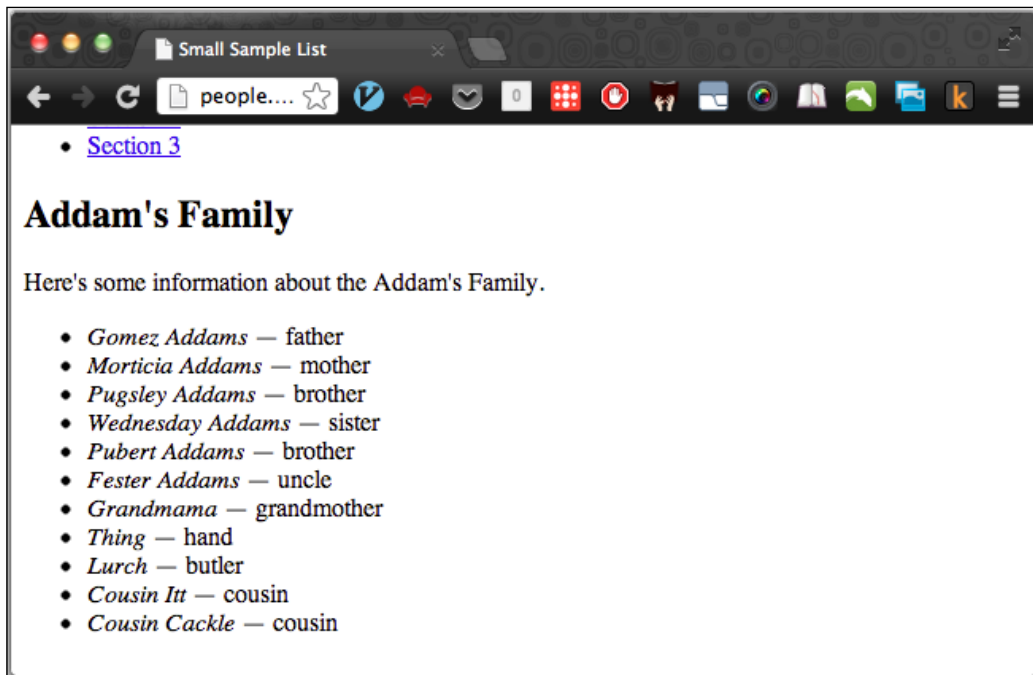 Small Sample List
people....
0
k
Section 3
Addam's Family
Here's some information about the Addam's Family.
• Gomez Addams — father
• Morticia Addams — mother
• Pugsley Addams — brother
• Wednesday Addams — sister
• Pubert Addams — brother
• Fester Addams — uncle
• Grandmama — grandmother
• Thing — hand
• Lurch — butler
• Cousin Itt — cousin
• Cousin Cackle — cousin